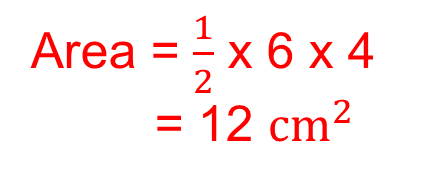 Area = 1/2 x 6 x 4
= 12 cm²